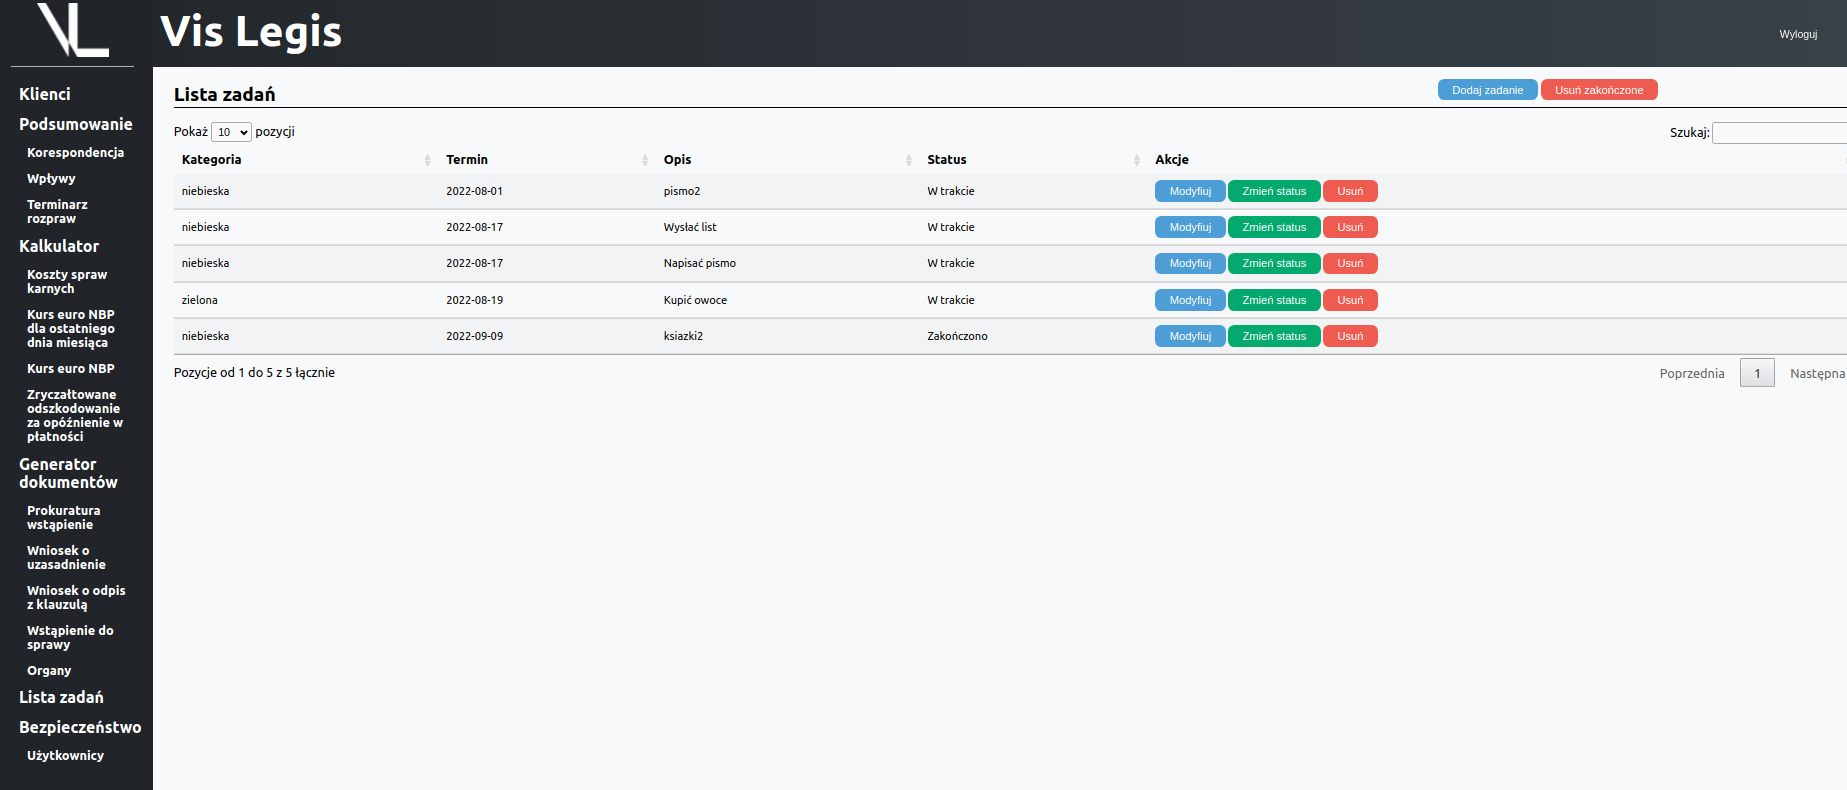 VL
Vis Legis
Wyloguj
Klienci
Podsumowanie
Korespondencja
Wpływy
Terminarz
rozpraw
Kalkulator
Koszty spraw
karnych
Kurs euro NBP
dla ostatniego
dnia miesiąca
Kurs euro NBP
Zryczałtowane
odszkodowanie
za opóźnienie w
płatności
Generator
dokumentów
Prokuratura
wstąpienie
Wniosek o
uzasadnienie
Wniosek o odpis
z klauzulą
Wstąpienie do
sprawy
Organy
Lista zadań
Bezpieczeństwo
Użytkownicy
Lista zadań Dodaj zadanie Usuń zakończone
Pokaż 10 pozycji Szukaj:
Kategoria Termin Opis Status Akcje
niebieska 2022-08-01 pismo2 W trakcie Modyfiuj Zmień status Usuń
niebieska 2022-08-17 Wysłać list W trakcie Modyfiuj Zmień status Usuń
niebieska 2022-08-17 Napisać pismo W trakcie Modyfiuj Zmień status Usuń
zielona 2022-08-19 Kupić owoce W trakcie Modyfiuj Zmień status Usuń
niebieska 2022-09-09 ksiazki2 Zakończono Modyfiuj Zmień status Usuń
Pozycje od 1 do 5 z 5 łącznie Poprzednia 1 Następna